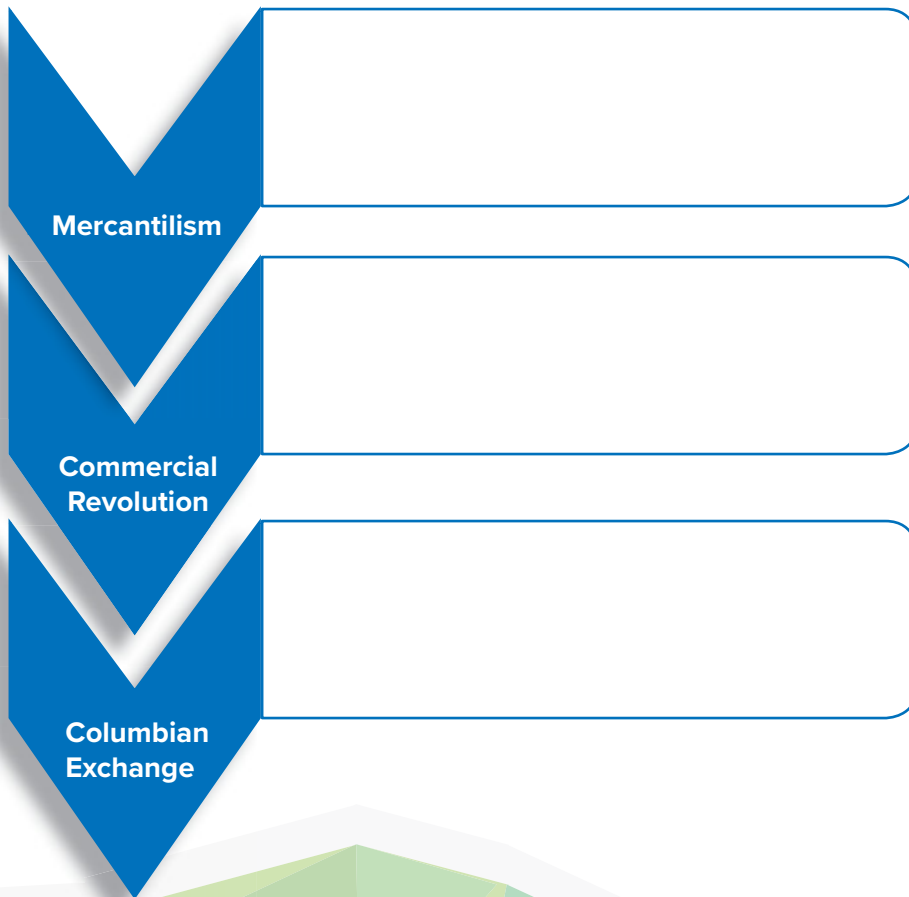 Mercantilism
Commercial
Revolution
Columbian
Exchange